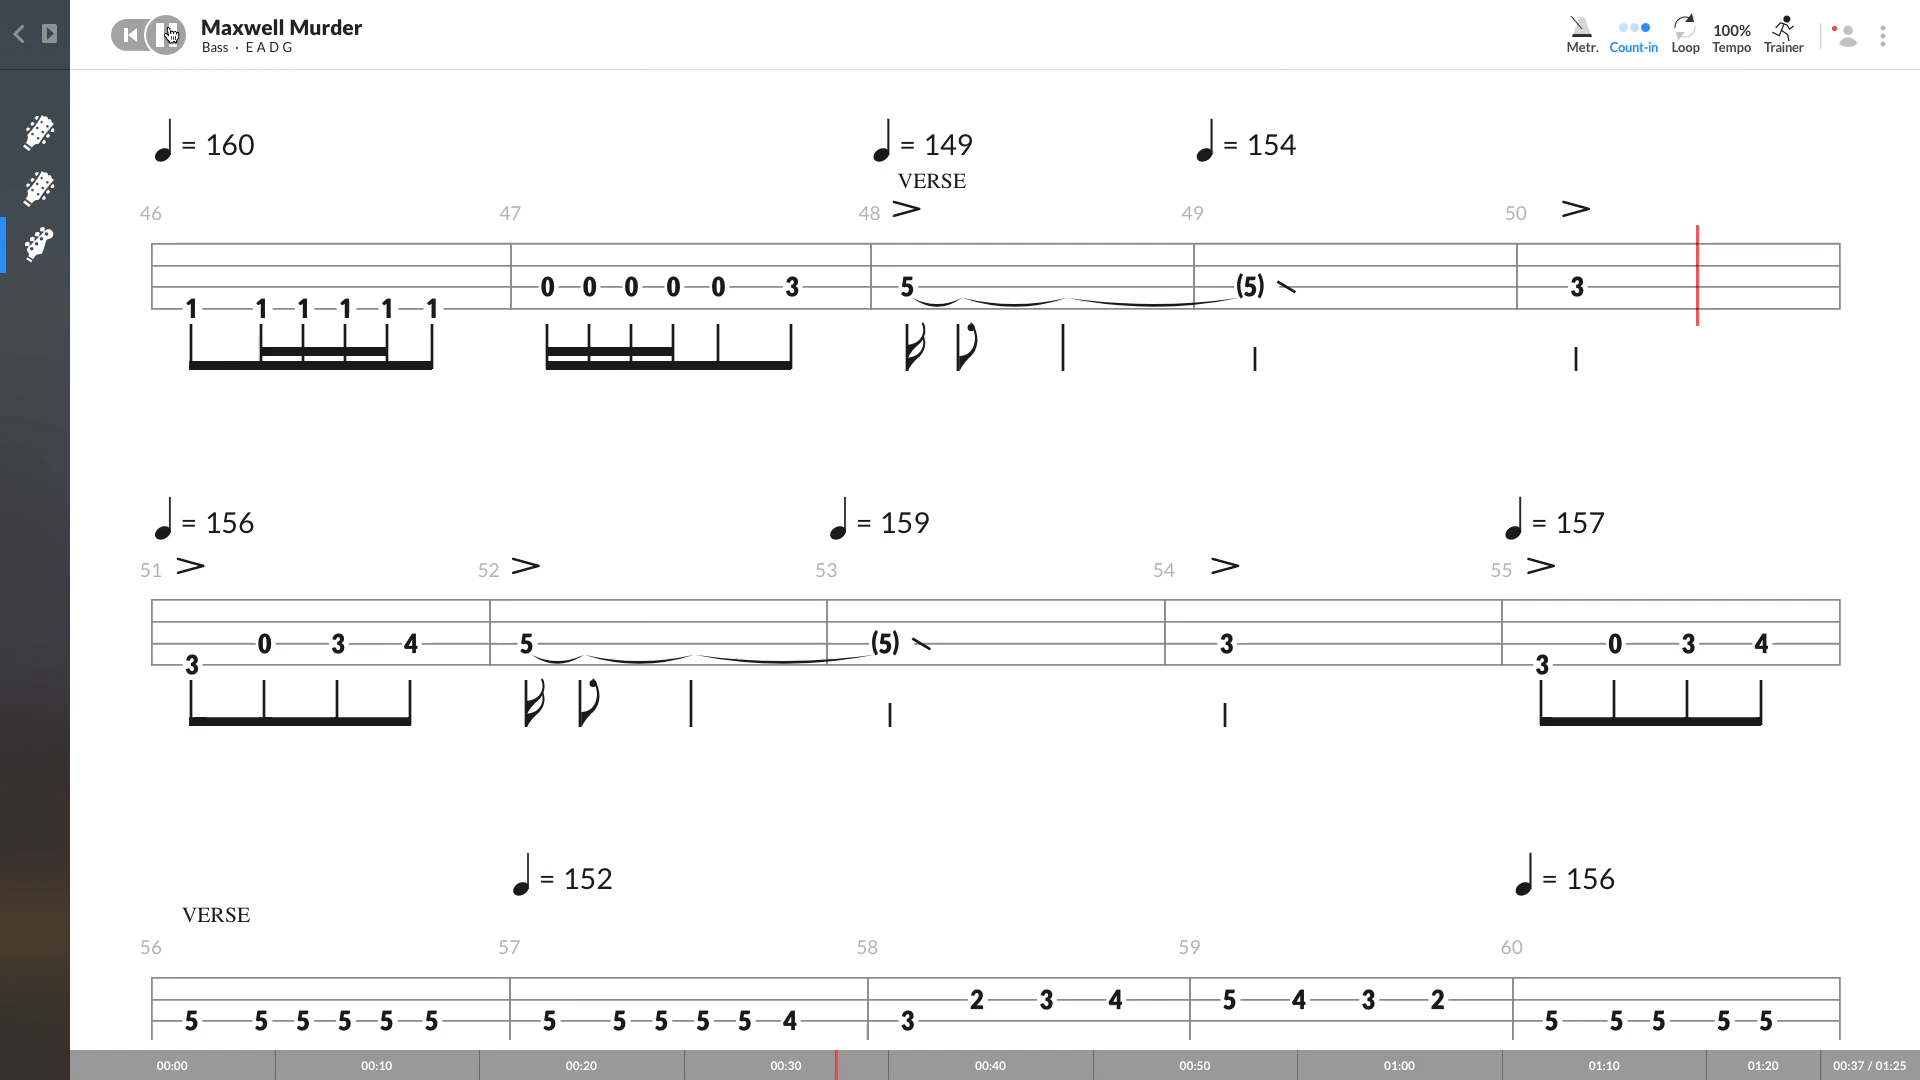 Maxwell Murder
Bass · E A D G
Metr.
Count-in
Loop
100%
Tempo
Trainer
= 160
= 149
= 154
VERSE
46 47 48 49 50
0 0 0 0 0 3 5 (5) 3
1 1 1 1 1 1
= 156
= 159
= 157
51 52 53 54 55
0 3 4 5 (5) 3 0 3 4
3 3
= 152
= 156
VERSE
56 57 58 59 60
2 3 4 5 4 3 2
5 5 5 5 5 5 5 5 5 5 5 4 3 5 5 5 5 5
00:00 00:10 00:20 00:30 00:40 00:50 01:00 01:10 01:20 00:37 / 01:25